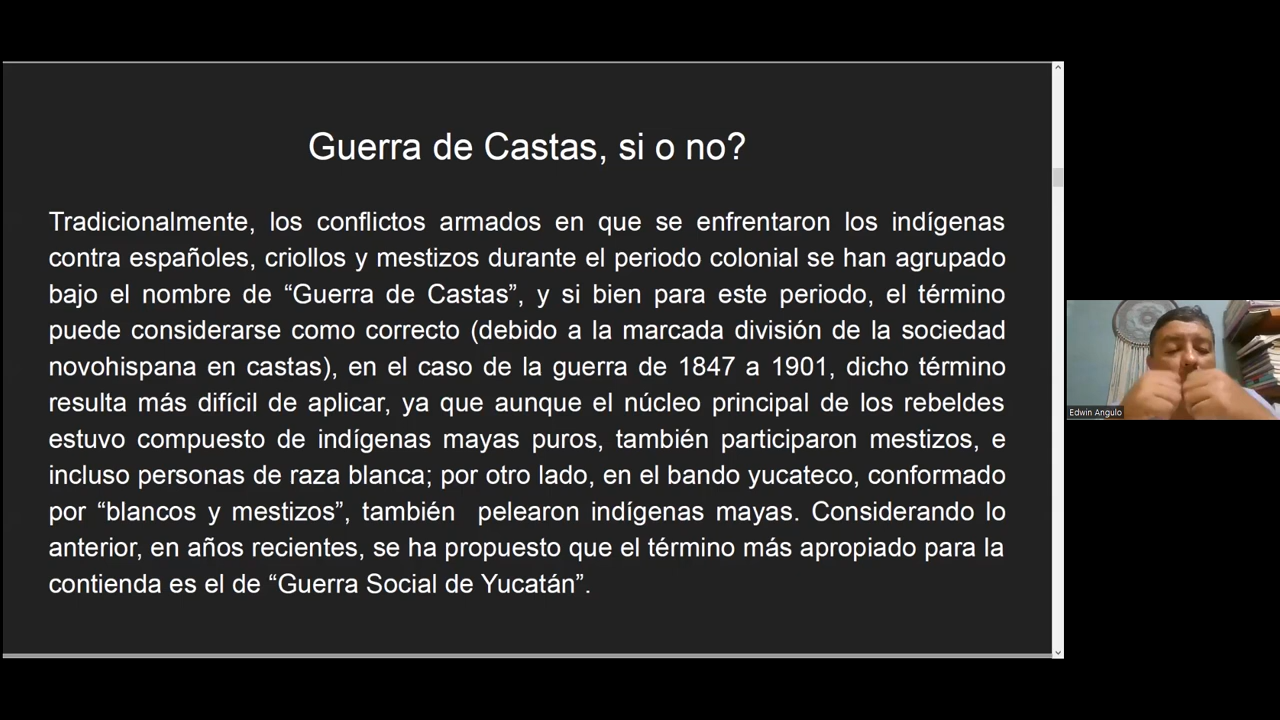 Guerra de Castas, si o no?
Tradicionalmente, los conflictos armados en que se enfrentaron los indígenas
contra españoles, criollos y mestizos durante el periodo colonial se han agrupado
bajo el nombre de “Guerra de Castas”, y si bien para este periodo, el término
puede considerarse como correcto (debido a la marcada división de la sociedad
novohispana en castas), en el caso de la guerra de 1847 a 1901, dicho término
resulta más difícil de aplicar, ya que aunque el núcleo principal de los rebeldes
estuvo compuesto de indígenas mayas puros, también participaron mestizos, e
incluso personas de raza blanca; por otro lado, en el bando yucateco, conformado
por “blancos y mestizos”, también  pelearon indígenas mayas. Considerando lo
anterior, en años recientes, se ha propuesto que el término más apropiado para la
contienda es el de “Guerra Social de Yucatán”.
Edwin Angulo